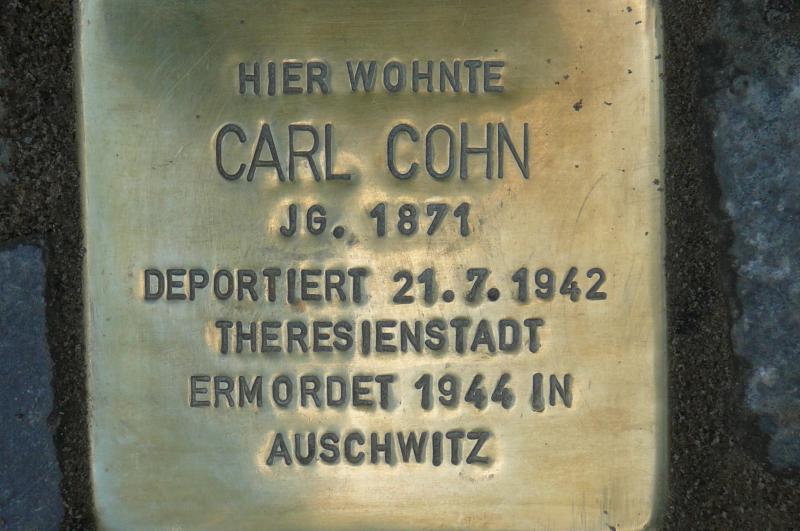 HIER WOHNTE
CARL COHN
JG. 1871
DEPORTIERT 21.7.1942
THERESIENSTADT
ERMORDET 1944 IN
AUSCHWITZ